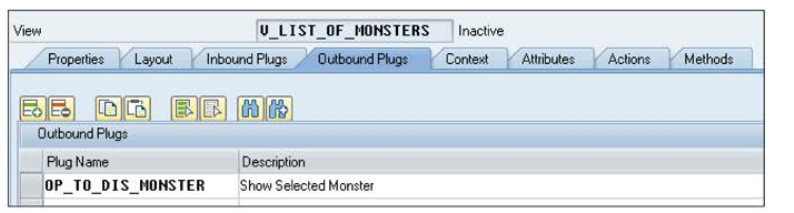 View V_LIST_OF_MONSTERS Inactive
Properties Layout Inbound Plugs Outbound Plugs Context Attributes Actions Methods
Outbound Plugs
Plug Name Description
OP_TO_DIS_MONSTER Show Selected Monster